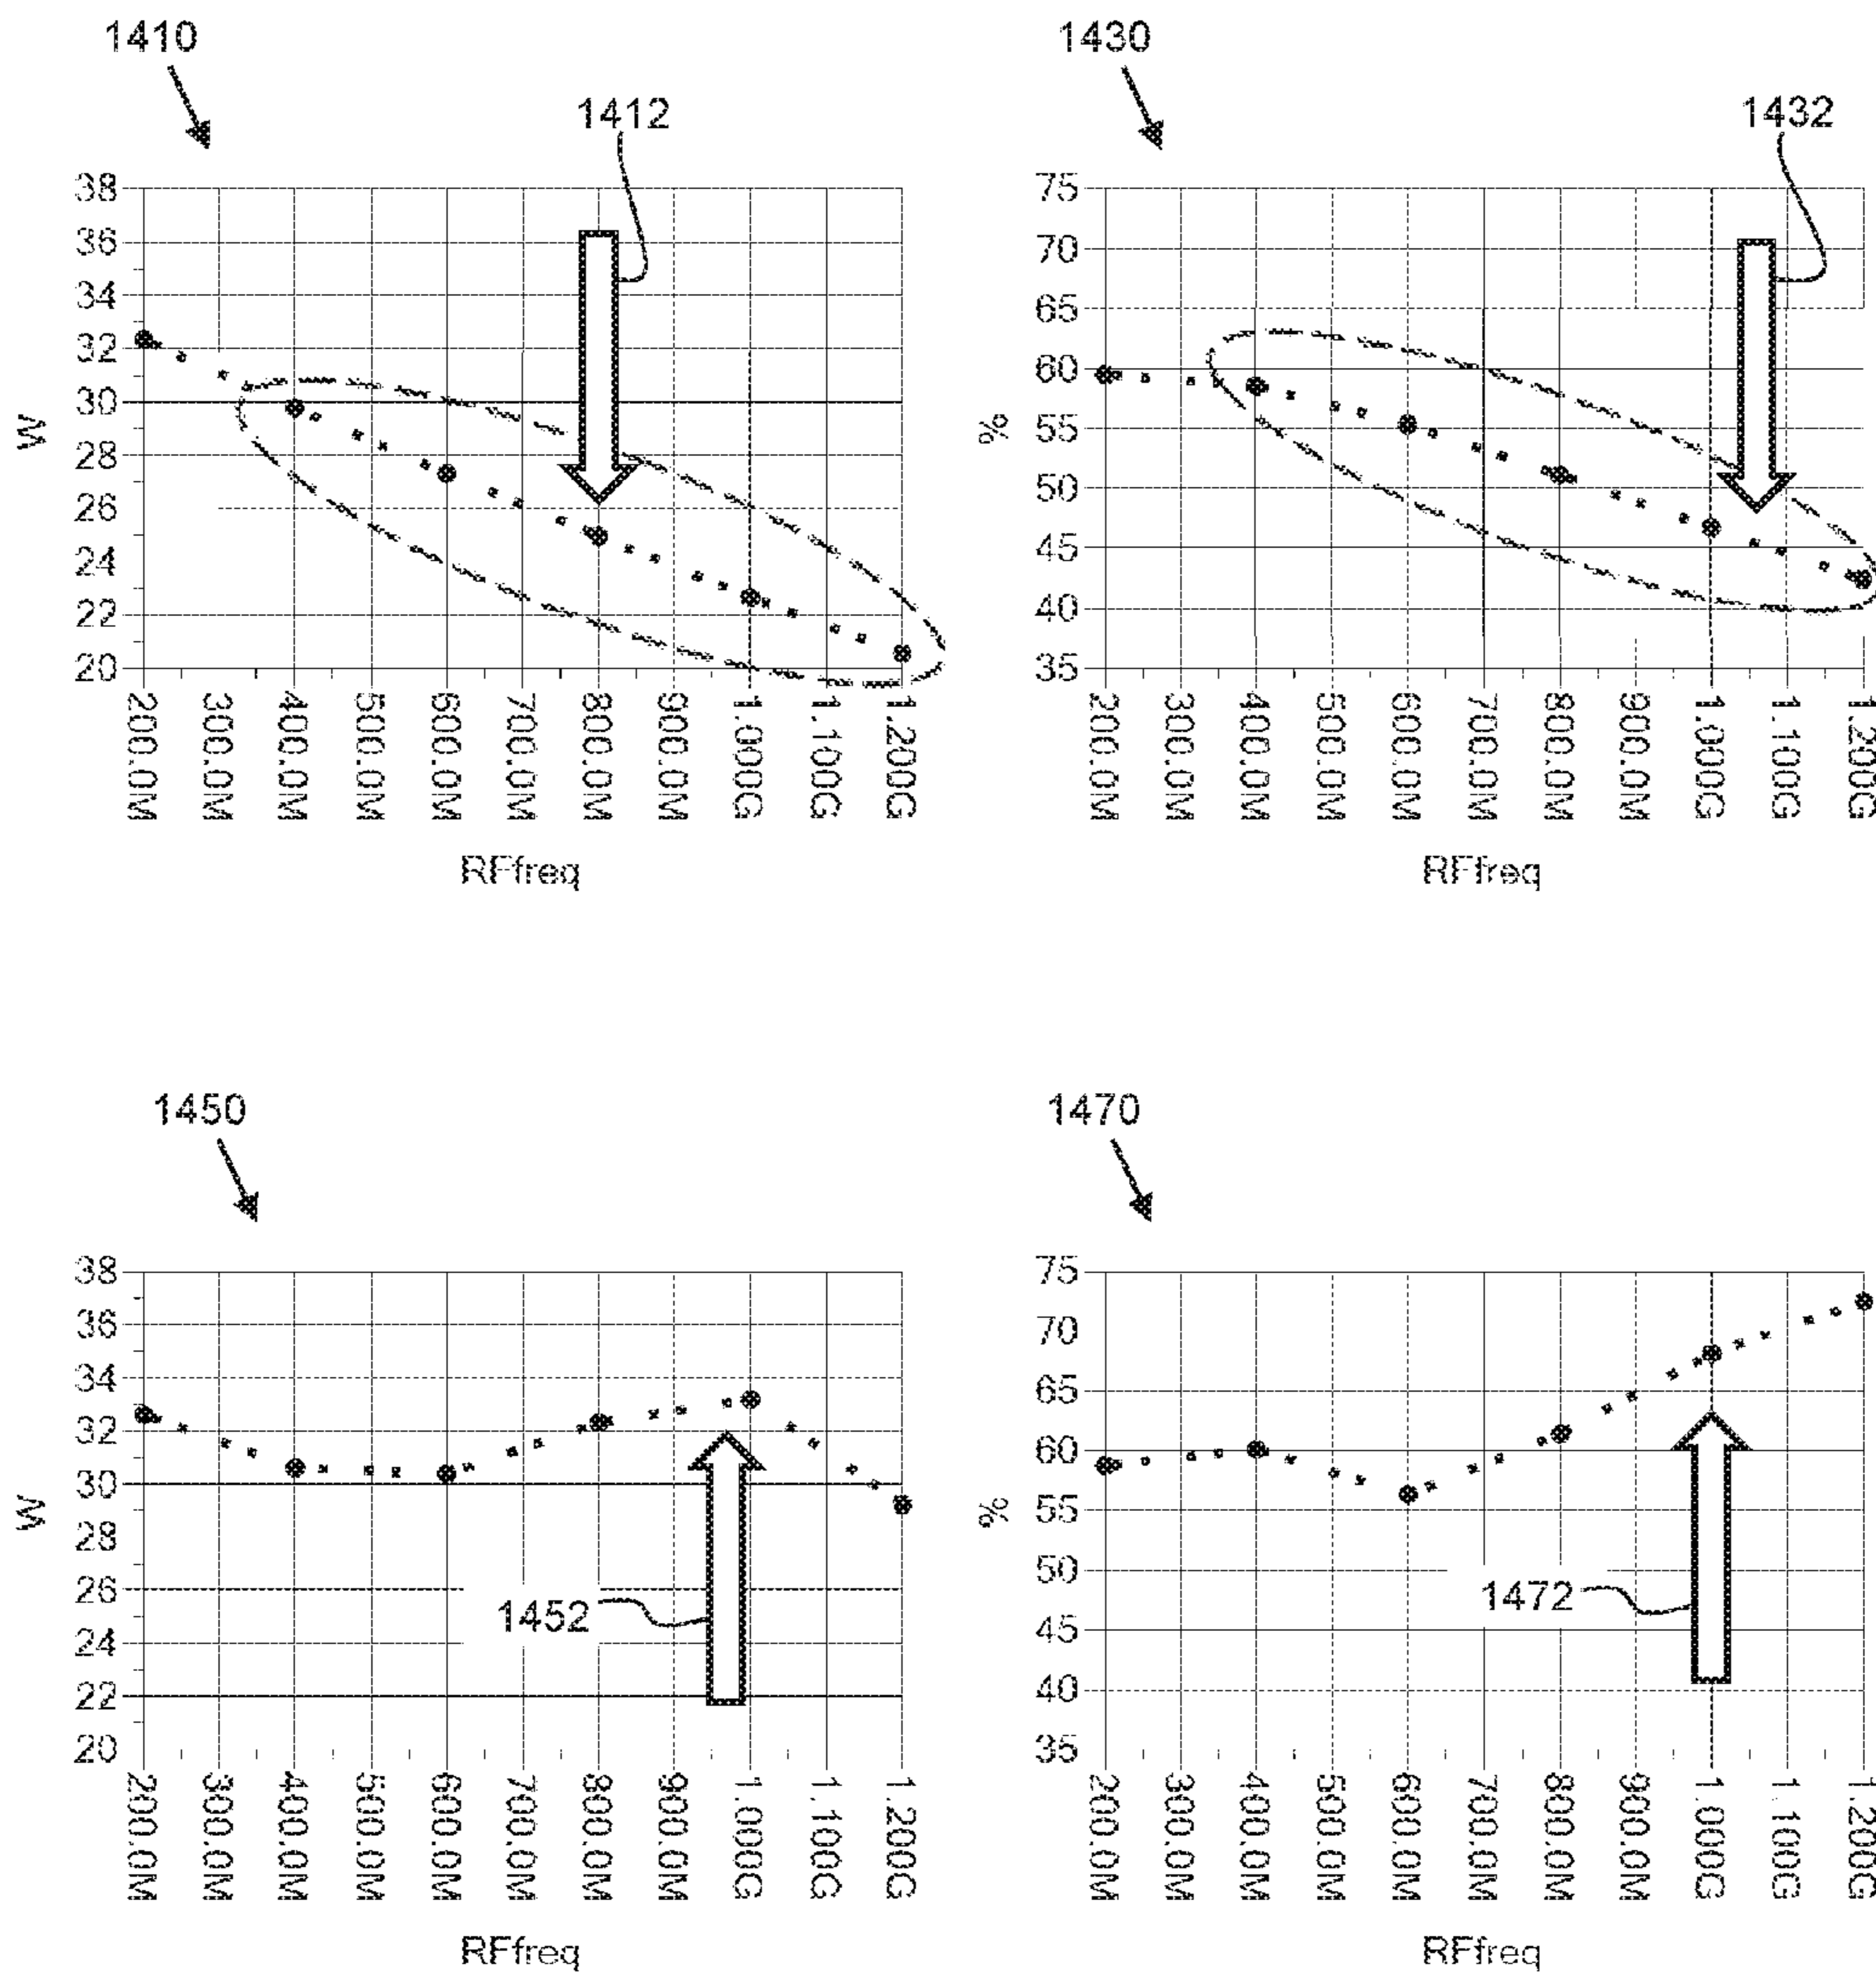 1410
1412
38
36
34
32
30
28
26
24
22
20
W
200.0M
300.0M
400.0M
500.0M
600.0M
700.0M
800.0M
900.0M
1.000G
1.100G
1.200G
RFfreq
1430
1432
75
70
65
60
55
50
45
40
35
%
200.0M
300.0M
400.0M
500.0M
600.0M
700.0M
800.0M
900.0M
1.000G
1.100G
1.200G
RFfreq
1450
38
36
34
32
30
28
26
24
22
20
W
1452
200.0M
300.0M
400.0M
500.0M
600.0M
700.0M
800.0M
900.0M
1.000G
1.100G
1.200G
RFfreq
1470
75
70
65
60
55
50
45
40
35
%
1472
200.0M
300.0M
400.0M
500.0M
600.0M
700.0M
800.0M
900.0M
1.000G
1.100G
1.200G
RFfreq